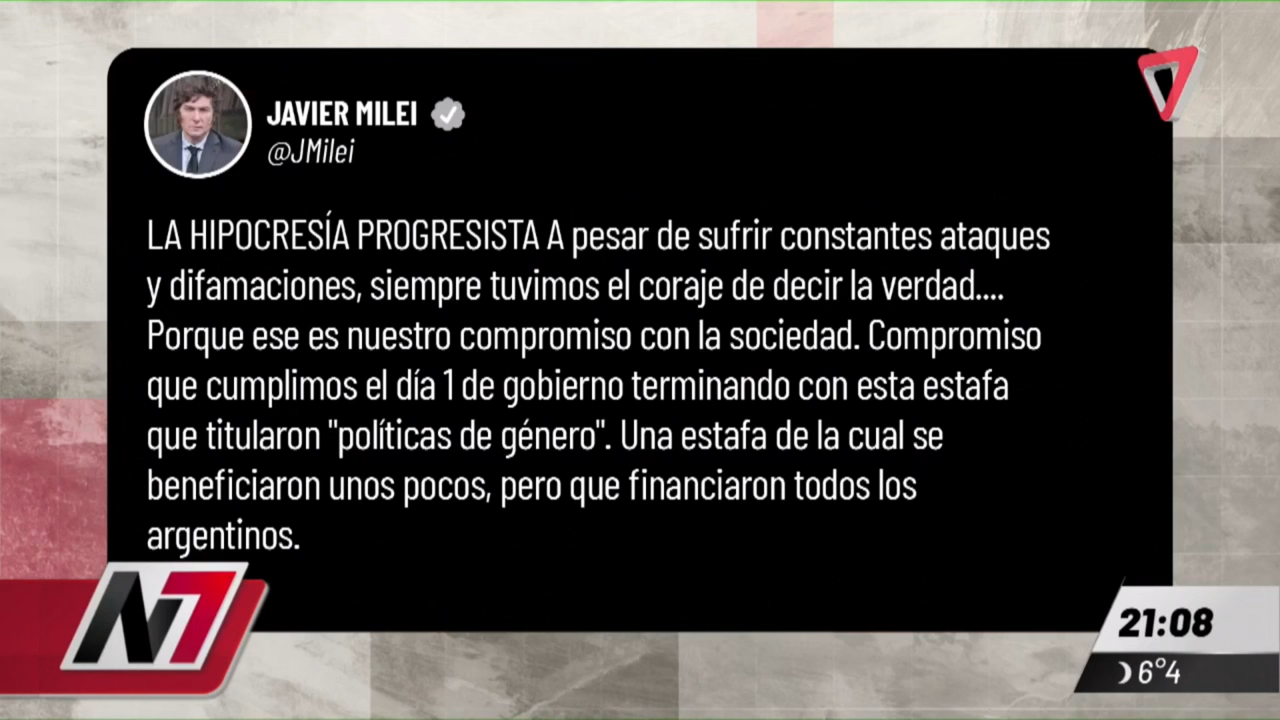 JAVIER MILEI
@JMilei
LA HIPOCRESÍA PROGRESISTA A pesar de sufrir constantes ataques
y difamaciones, siempre tuvimos el coraje de decir la verdad....
Porque ese es nuestro compromiso con la sociedad. Compromiso
que cumplimos el día 1 de gobierno terminando con esta estafa
que titularon "políticas de género". Una estafa de la cual se
beneficiaron unos pocos, pero que financiaron todos los
argentinos.
N7
21:08
6°4